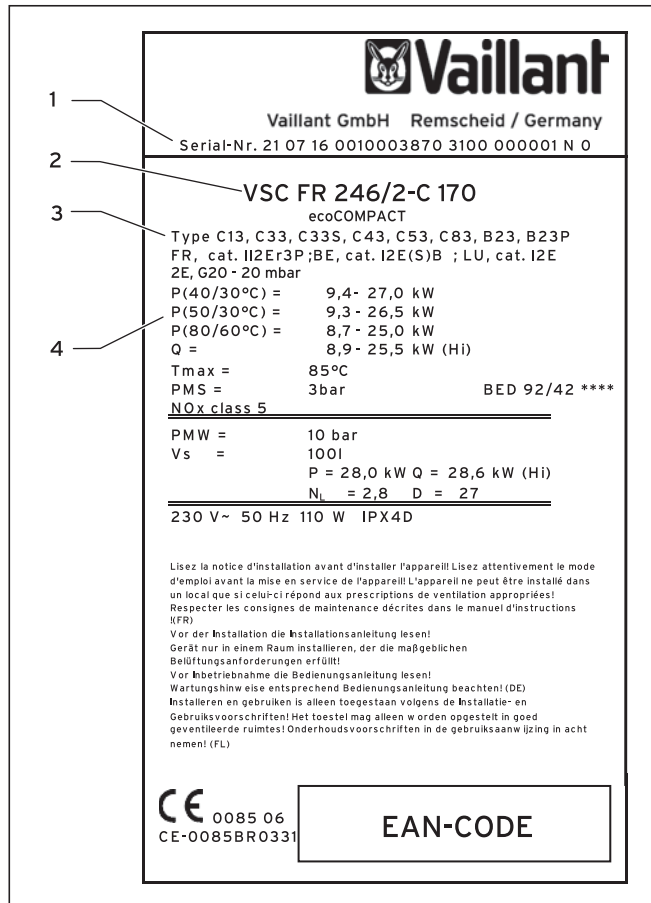 Vaillant
Vaillant GmbH Remscheid / Germany
1
Serial-Nr. 21 07 16 0010003870 3100 000001 N 0
2
VSC FR 246/2-C 170
ecoCOMPACT
3
Type C13, C33, C33S, C43, C53, C83, B23, B23P
FR, cat. II2Er3P ;BE, cat. I2E(S)B ; LU, cat. I2E
2E, G20 - 20 mbar
P(40/30°C) = 9,4- 27,0 kW
P(50/30°C) = 9,3 - 26,5 kW
4
P(80/60°C) = 8,7 - 25,0 kW
Q = 8,9 - 25,5 kW (Hi)
Tmax = 85°C
PMS = 3bar BED 92/42 ****
NOx class 5
PMW = 10 bar
Vs = 100l
P = 28,0 kW Q = 28,6 kW (Hi)
NL = 2,8 D = 27
230 V~ 50 Hz 110 W IPX4D
Lisez la notice d'installation avant d'installer l'appareil! Lisez attentivement le mode
d'emploi avant la mise en service de l'appareil! L'appareil ne peut être installé dans
un local que si celui-ci répond aux prescriptions de ventilation appropriées!
Respecter les consignes de maintenance décrites dans le manuel d'instructions
!(FR)
Vor der Installation die Installationsanleitung lesen!
Gerät nur in einem Raum installieren, der die maßgeblichen
Belüftungsanforderungen erfüllt!
Vor Inbetriebnahme die Bedienungsanleitung lesen!
Wartungshinw eise entsprechend Bedienungsanleitung beachten! (DE)
Installeren en gebruiken is alleen toegestaan volgens de Installatie- en
Gebruiksvoorschriften! Het toestel mag alleen w orden opgestelt in goed
geventileerde ruimtes! Onderhoudsvoorschriften in de gebruiksaanw ijzing in acht
nemen! (FL)
CE 0085 06
CE-0085BR0331
EAN-CODE